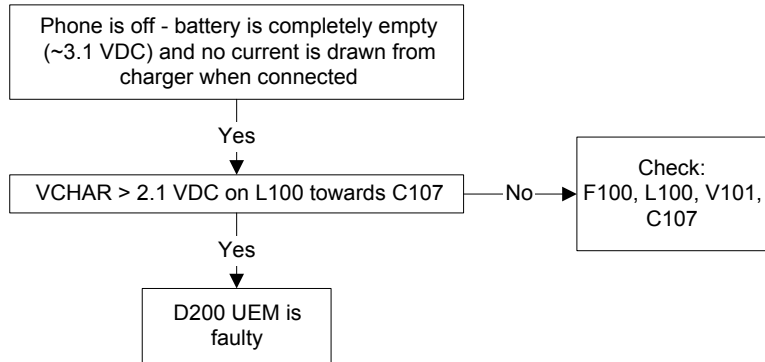 Phone is off - battery is completely empty
(~3.1 VDC) and no current is drawn from
charger when connected
Yes
VCHAR > 2.1 VDC on L100 towards C107
No
Check:
F100, L100, V101,
C107
Yes
D200 UEM is
faulty